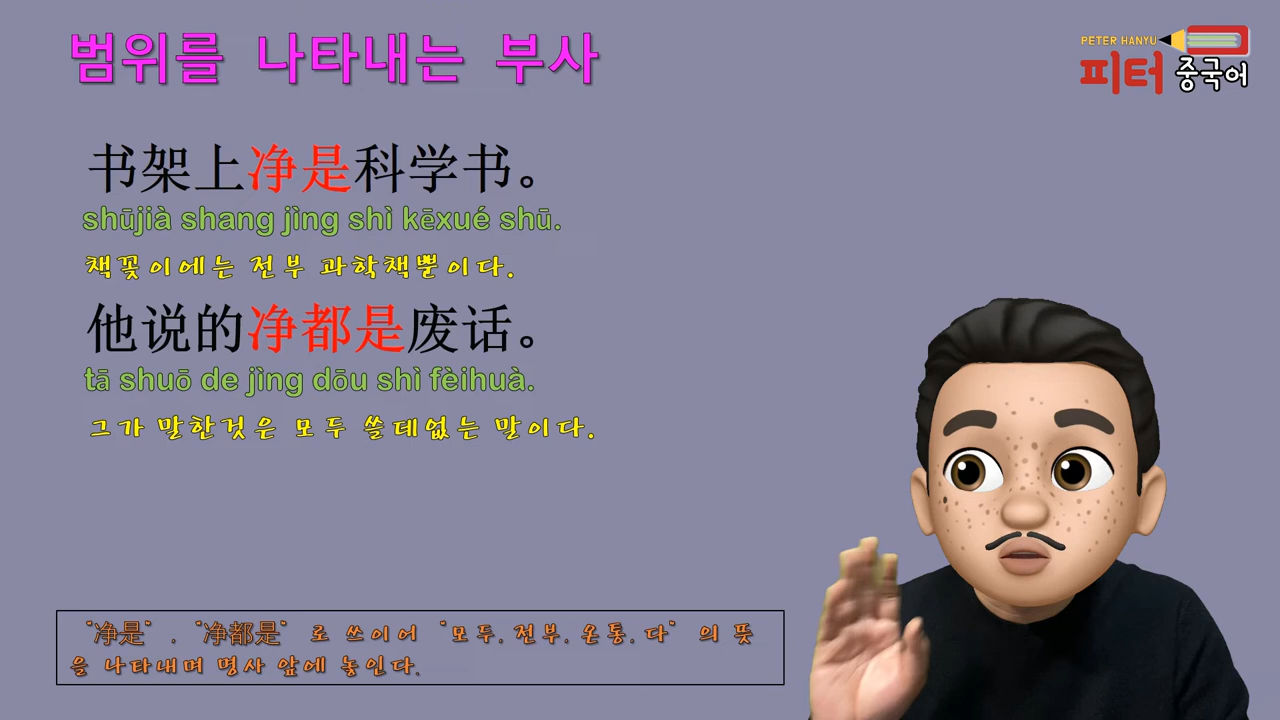 범위를 나타내는 부사
PETER HANYU
피터 중국어
书架上净是科学书。
shūjià shang jìng shì kēxué shū.
책꽂이에는 전부 과학책뿐이다.
他说的净都是废话。
tā shuō de jìng dōu shì fèihuà.
그가 말한것은 모두 쓸데없는 말이다.
"净是", "净都是" 로 쓰이어 "모두, 전부, 온통, 다" 의 뜻
을 나타내며 명사 앞에 놓인다.